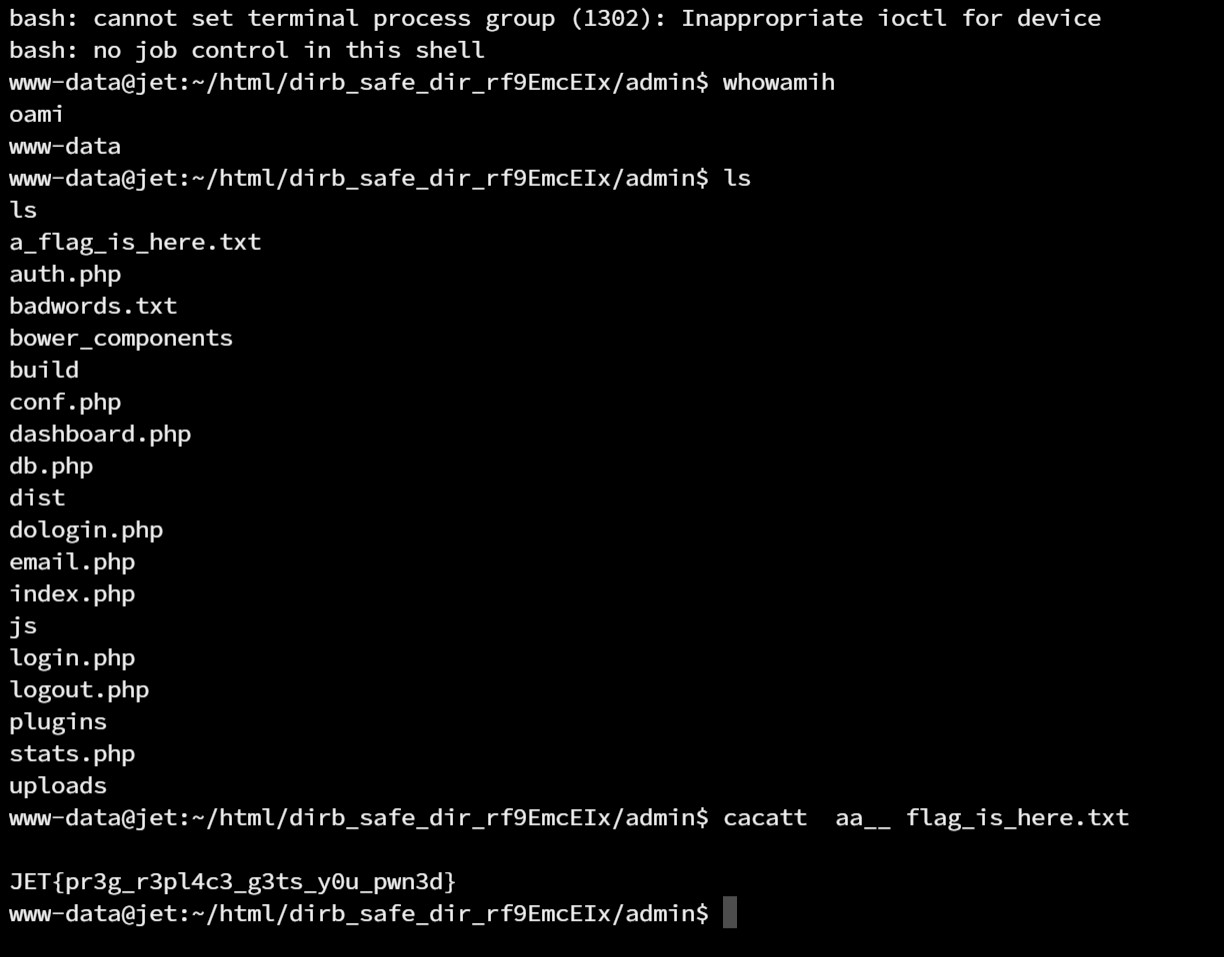 bash: cannot set terminal process group (1302): Inappropriate ioctl for device
bash: no job control in this shell
www-data@jet:~/html/dirb_safe_dir_rf9EmcEIx/admin$ whowamih
oami
www-data
www-data@jet:~/html/dirb_safe_dir_rf9EmcEIx/admin$ ls
ls
a_flag_is_here.txt
auth.php
badwords.txt
bower_components
build
conf.php
dashboard.php
db.php
dist
dologin.php
email.php
index.php
js
login.php
logout.php
plugins
stats.php
uploads
www-data@jet:~/html/dirb_safe_dir_rf9EmcEIx/admin$ cacatt  aa__ flag_is_here.txt
JET{pr3g_r3pl4c3_g3ts_y0u_pwn3d}
www-data@jet:~/html/dirb_safe_dir_rf9EmcEIx/admin$